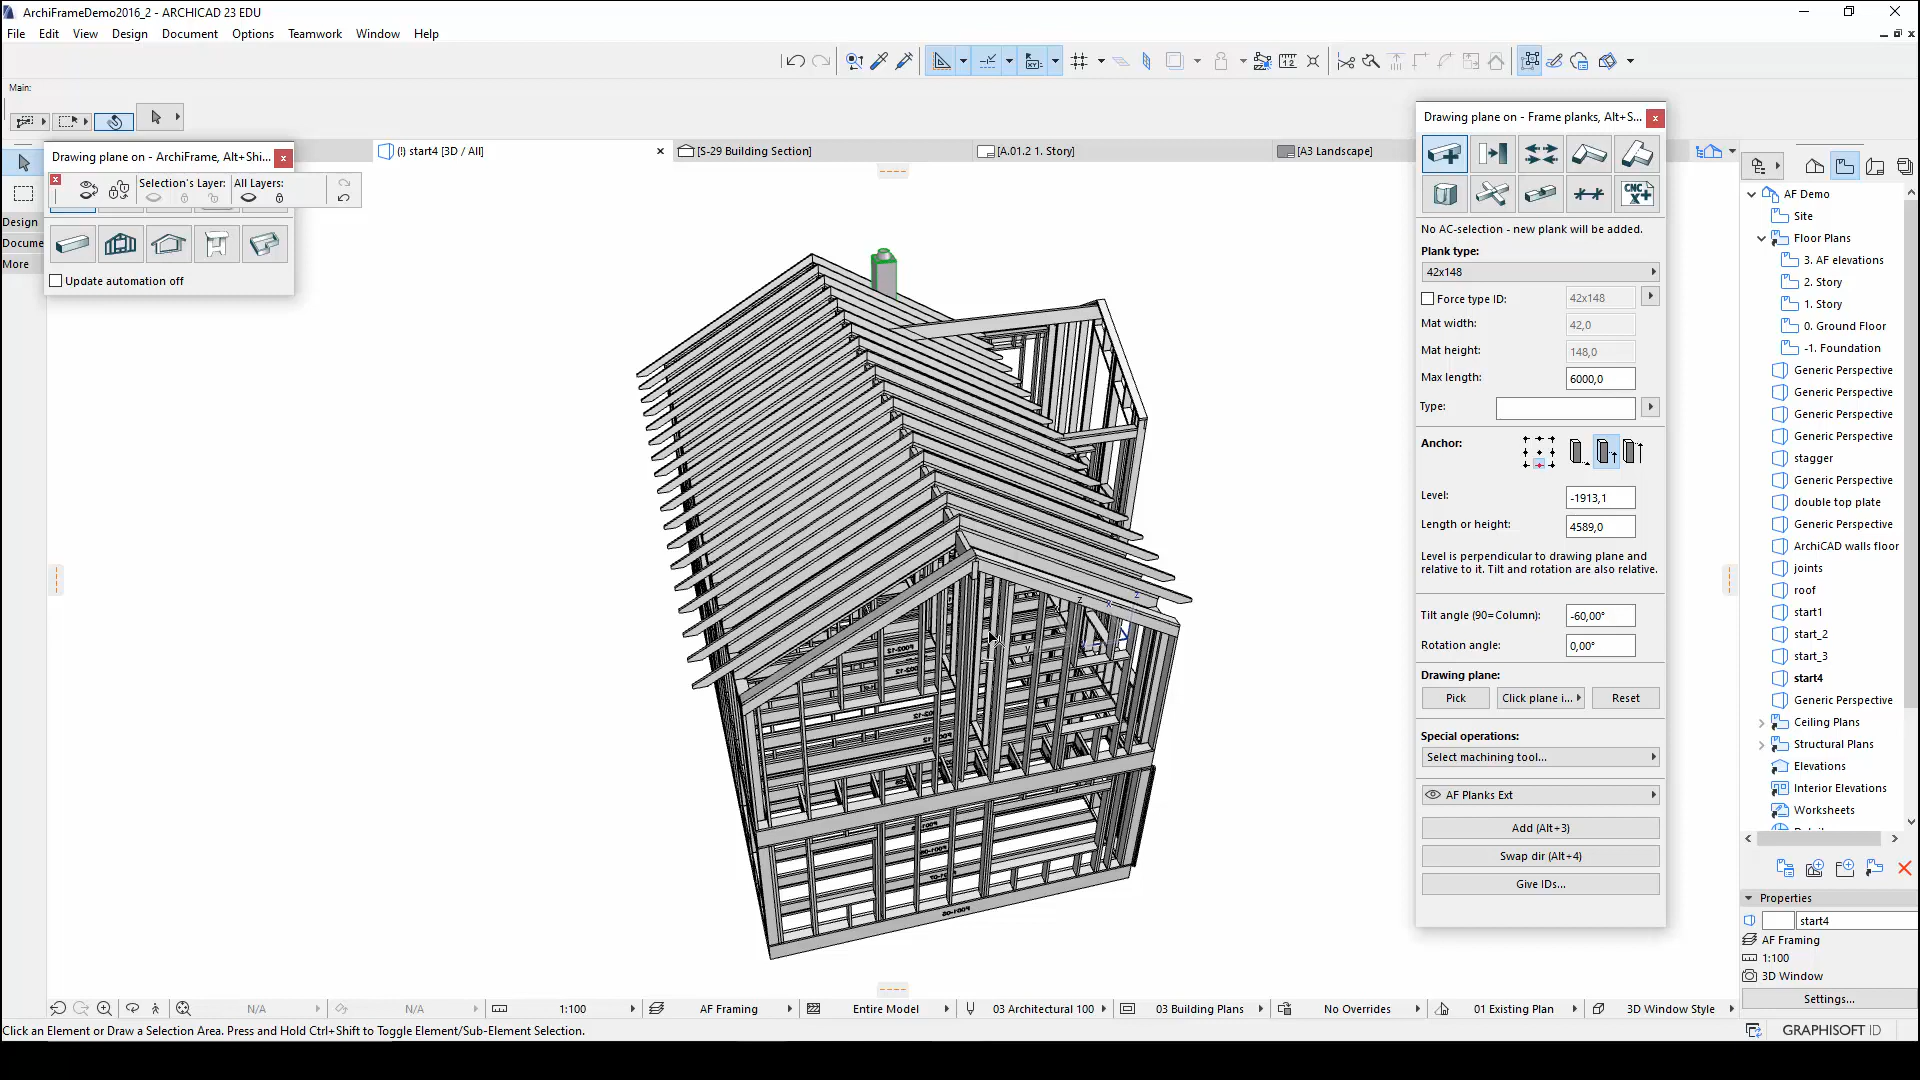 ArchiFrameDemo2016_2 - ARCHICAD 23 EDU
File Edit View Design Document Options Teamwork Window Help
Main:
(!) start4 [3D / All]
[S-29 Building Section]
[A.01.2 1. Story]
[A3 Landscape]
Drawing plane on - ArchiFrame, Alt+Shi...
Selection's Layer: All Layers:
Update automation off
Design
Docume
More
Drawing plane on - Frame planks, Alt+S...
No AC-selection - new plank will be added.
Plank type:
42x148
Force type ID: 42x148
Mat width: 42,0
Mat height: 148,0
Max length: 6000,0
Type:
Anchor:
Level: -1913,1
Length or height: 4589,0
Level is perpendicular to drawing plane and
relative to it. Tilt and rotation are also relative.
Tilt angle (90=Column): -60,00°
Rotation angle: 0,00°
Drawing plane:
Pick Click plane i... Reset
Special operations:
Select machining tool...
AF Planks Ext
Add (Alt+3)
Swap dir (Alt+4)
Give IDs...
AF Demo
Site
Floor Plans
3. AF elevations
2. Story
1. Story
0. Ground Floor
-1. Foundation
Generic Perspective
Generic Perspective
Generic Perspective
Generic Perspective
stagger
Generic Perspective
double top plate
Generic Perspective
ArchiCAD walls floor
joints
roof
start1
start_2
start_3
start4
Generic Perspective
Ceiling Plans
Structural Plans
Elevations
Interior Elevations
Worksheets
Properties
start4
AF Framing
1:100
3D Window
Settings...
N/A N/A 1:100 AF Framing Entire Model 03 Architectural 100 03 Building Plans No Overrides 01 Existing Plan 3D Window Style
Click an Element or Draw a Selection Area. Press and Hold Ctrl+Shift to Toggle Element/Sub-Element Selection.
GRAPHISOFT ID